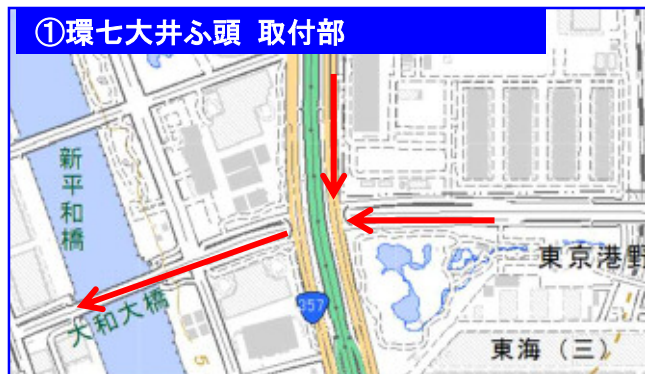 ①環七大井ふ頭 取付部
新平和橋
大和大橋
357
5
東京港野
東海(三)